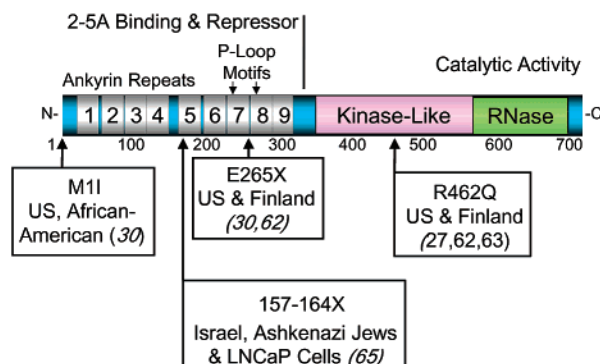 2-5A Binding & Repressor
P-Loop
Motifs
Ankyrin Repeats
Catalytic Activity
N-
1 2 3 4 5 6 7 8 9
Kinase-Like
RNase
-C
1 100 200 300 400 500 600 700
M1I
US, African-
American (30)
E265X
US & Finland
(30,62)
R462Q
US & Finland
(27,62,63)
157-164X
Israel, Ashkenazi Jews
& LNCaP Cells (65)